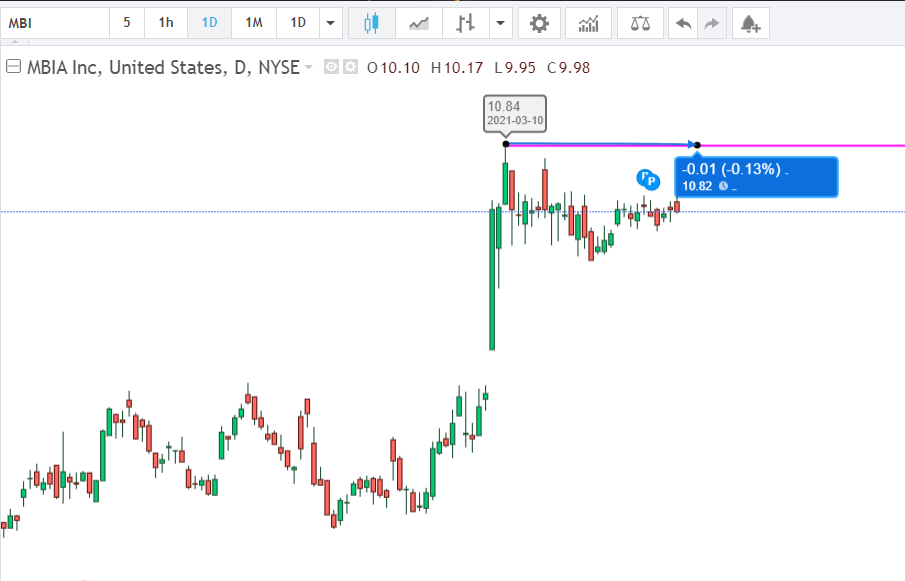 MBI 5 1h 1D 1M 1D
MBIA Inc, United States, D, NYSE O10.10 H10.17 L9.95 C9.98
10.84
2021-03-10
-0.01 (-0.13%)
10.82
P